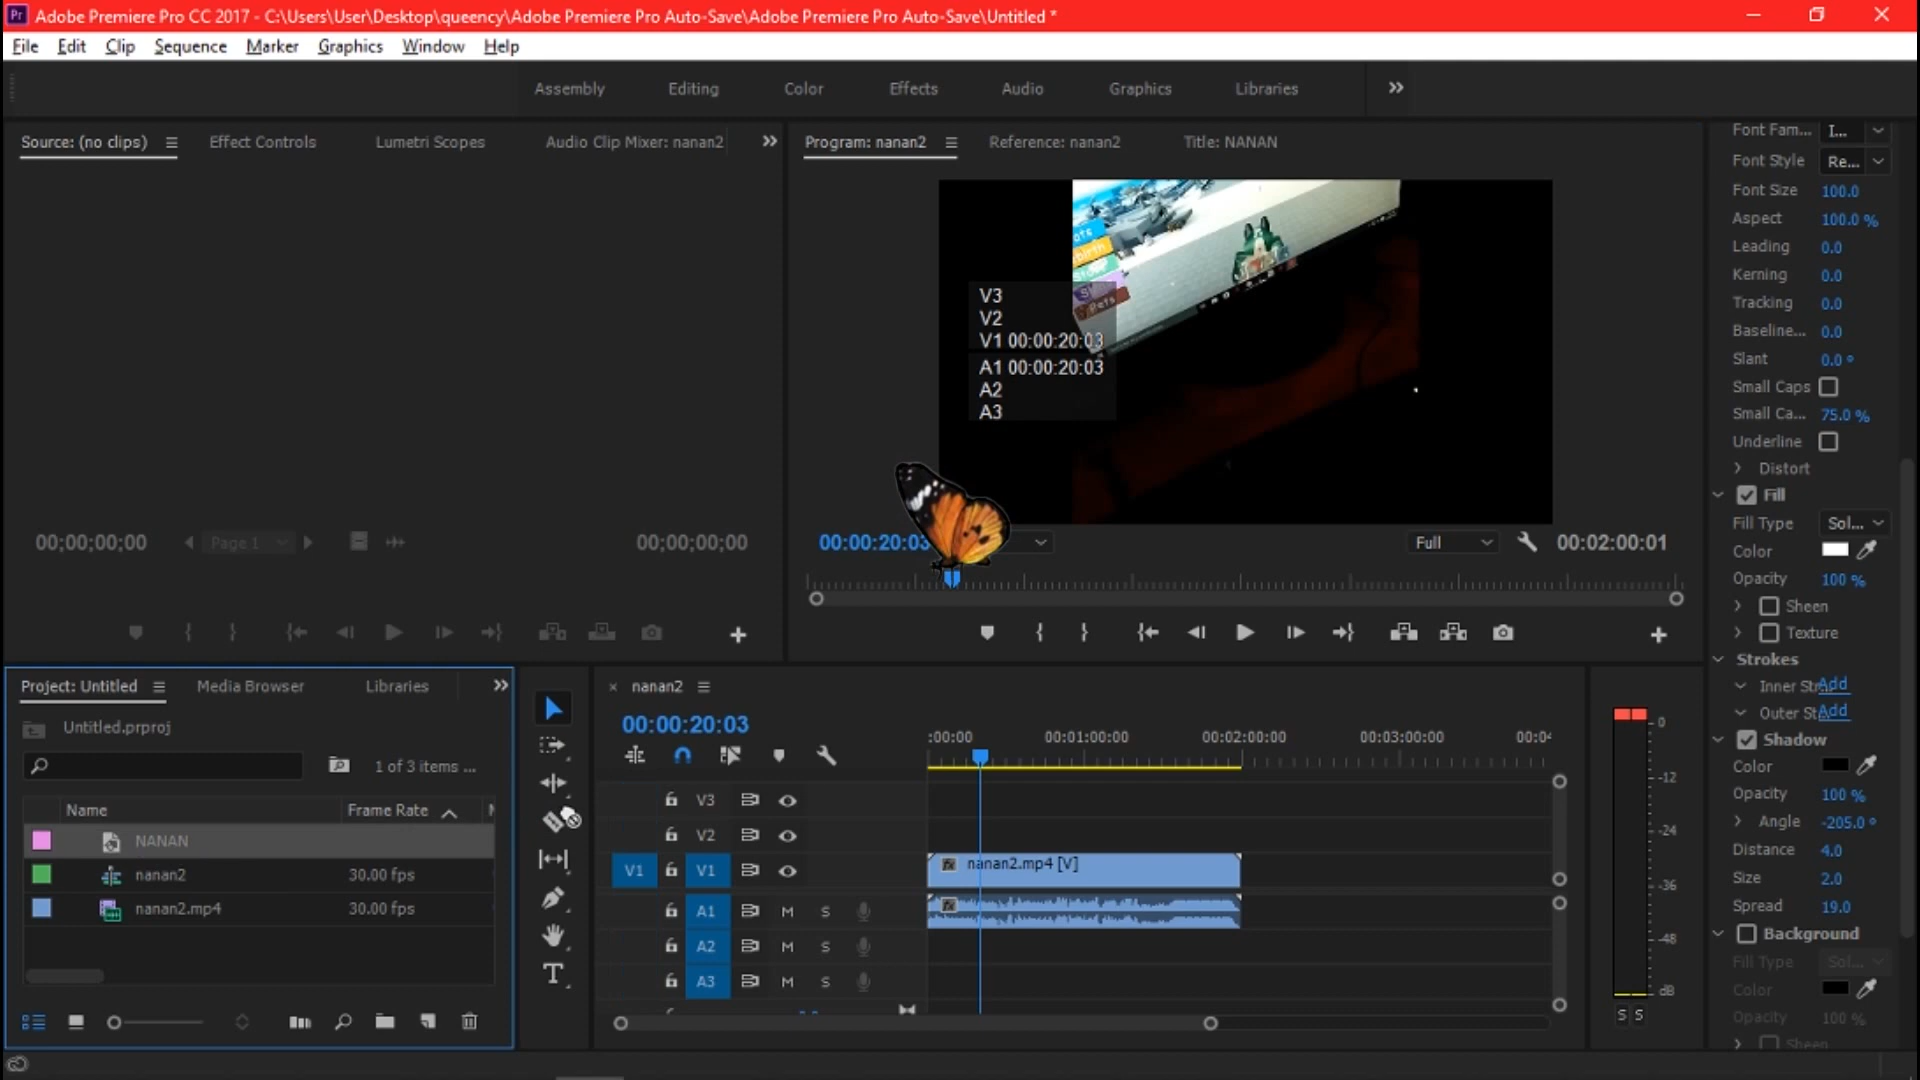 Adobe Premiere Pro CC 2017 - C:\Users\User\Desktop\queency\Adobe Premiere Pro Auto-Save\Adobe Premiere Pro Auto-Save\Untitled *
File Edit Clip Sequence Marker Graphics Window Help
Assembly Editing Color Effects Audio Graphics Libraries
Source: (no clips) Effect Controls Lumetri Scopes Audio Clip Mixer: nanan2
Program: nanan2 Reference: nanan2 Title: NANAN
V3
V2
V1 00:00:20:03
A1 00:00:20:03
A2
A3
00;00;00;00 Page 1 00;00;00;00
00:00:20:03 Full 00:02:00:01
Font Fam... I...
Font Style Re...
Font Size 100.0
Aspect 100.0 %
Leading 0.0
Kerning 0.0
Tracking 0.0
Baseline... 0.0
Slant 0.0 °
Small Caps
Small Ca... 75.0 %
Underline
Distort
Fill
Fill Type Sol...
Color
Opacity 100 %
Sheen
Texture
Strokes
Inner Str... Add
Outer St... Add
Shadow
Color
Opacity 100 %
Angle -205.0 °
Distance 4.0
Size 2.0
Spread 19.0
Background
Fill Type Sol...
Color
Opacity 100 %
Sheen
Project: Untitled Media Browser Libraries
Untitled.prproj
1 of 3 items ...
Name Frame Rate
NANAN
nanan2 30.00 fps
nanan2.mp4 30.00 fps
T
nanan2
00:00:20:03
:00:00 00:01:00:00 00:02:00:00 00:03:00:00 00:04
V3
V2
V1 V1 nanan2.mp4 [V]
A1 M S
A2 M S
A3 M S
0
-12
-24
-36
-48
dB
S S